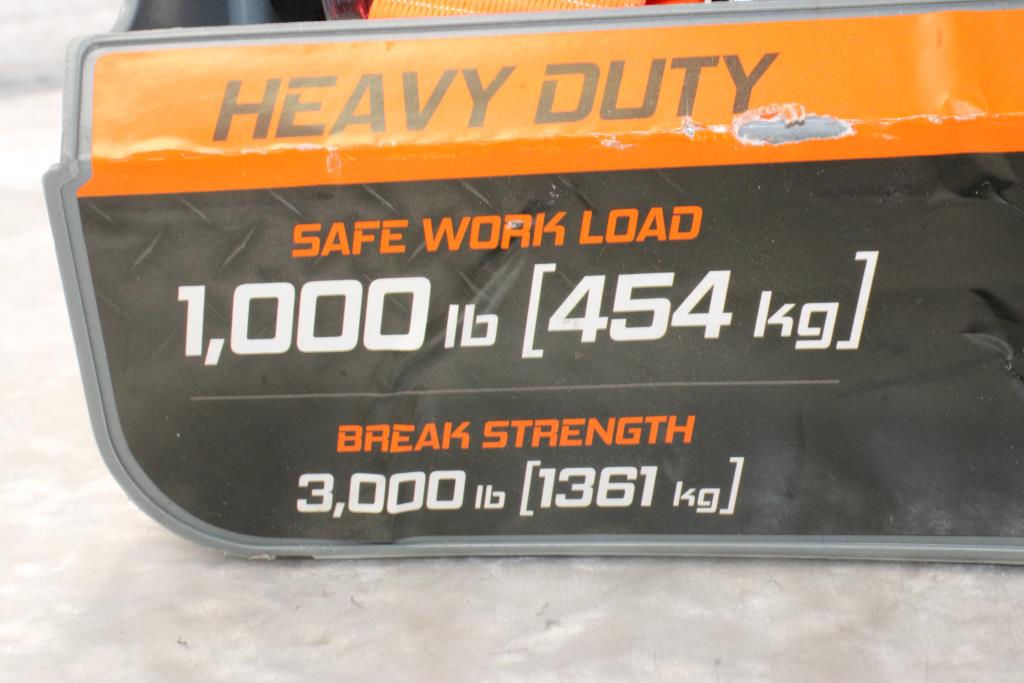 HEAVY DUTY
SAFE WORK LOAD
1,000 lb [454 kg]
BREAK STRENGTH
3,000 lb [1361 kg]